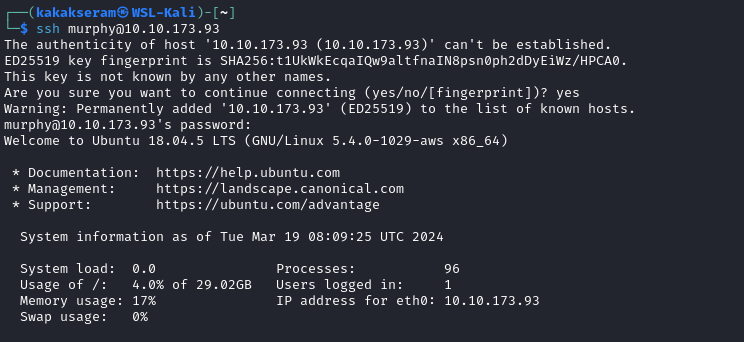 ┌──(kakakseram㉿WSL-Kali)-[~]
└─$ ssh murphy@10.10.173.93
The authenticity of host '10.10.173.93 (10.10.173.93)' can't be established.
ED25519 key fingerprint is SHA256:t1UkWkEcqaIQw9altfnaIN8psn0ph2dDyEiWz/HPCA0.
This key is not known by any other names.
Are you sure you want to continue connecting (yes/no/[fingerprint])? yes
Warning: Permanently added '10.10.173.93' (ED25519) to the list of known hosts.
murphy@10.10.173.93's password:
Welcome to Ubuntu 18.04.5 LTS (GNU/Linux 5.4.0-1029-aws x86_64)
* Documentation: https://help.ubuntu.com
* Management: https://landscape.canonical.com
* Support: https://ubuntu.com/advantage
System information as of Tue Mar 19 08:09:25 UTC 2024
System load: 0.0 Processes: 96
Usage of /: 4.0% of 29.02GB Users logged in: 1
Memory usage: 17% IP address for eth0: 10.10.173.93
Swap usage: 0%